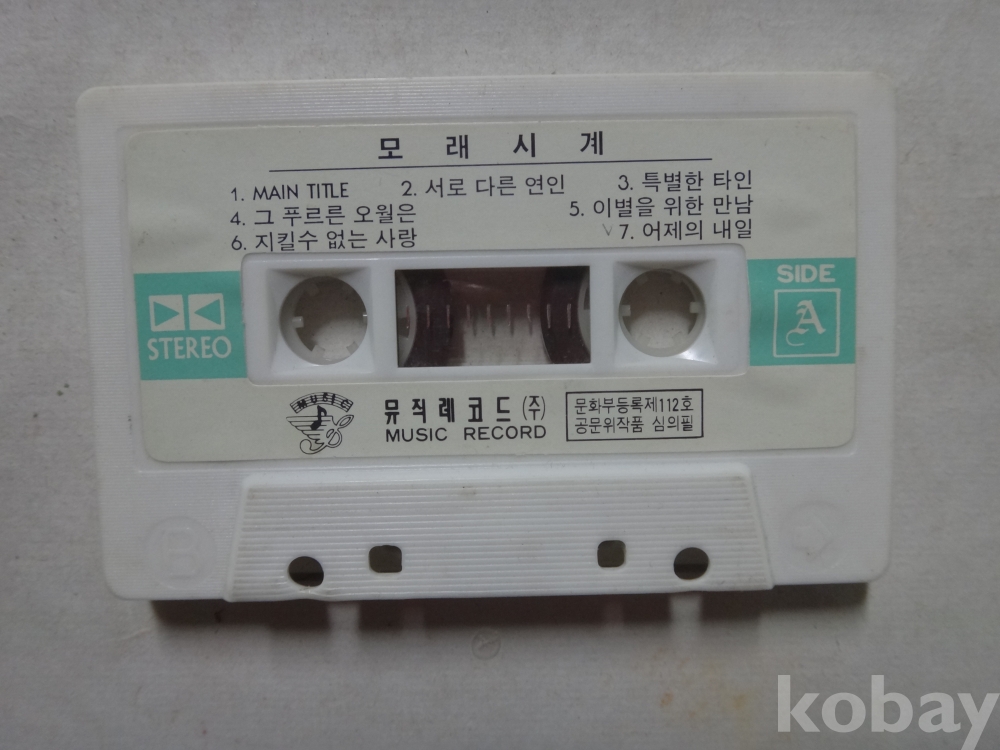 모래시계
1. MAIN TITLE 2. 서로 다른 연인 3. 특별한 타인
4. 그 푸르른 오월은 5. 이별을 위한 만남
6. 지킬수 없는 사랑 7. 어제의 내일
STEREO
SIDE
A
MUSIC
뮤직레코드(주)
MUSIC RECORD
문화부등록제112호
공문위작품 심의필
kobay